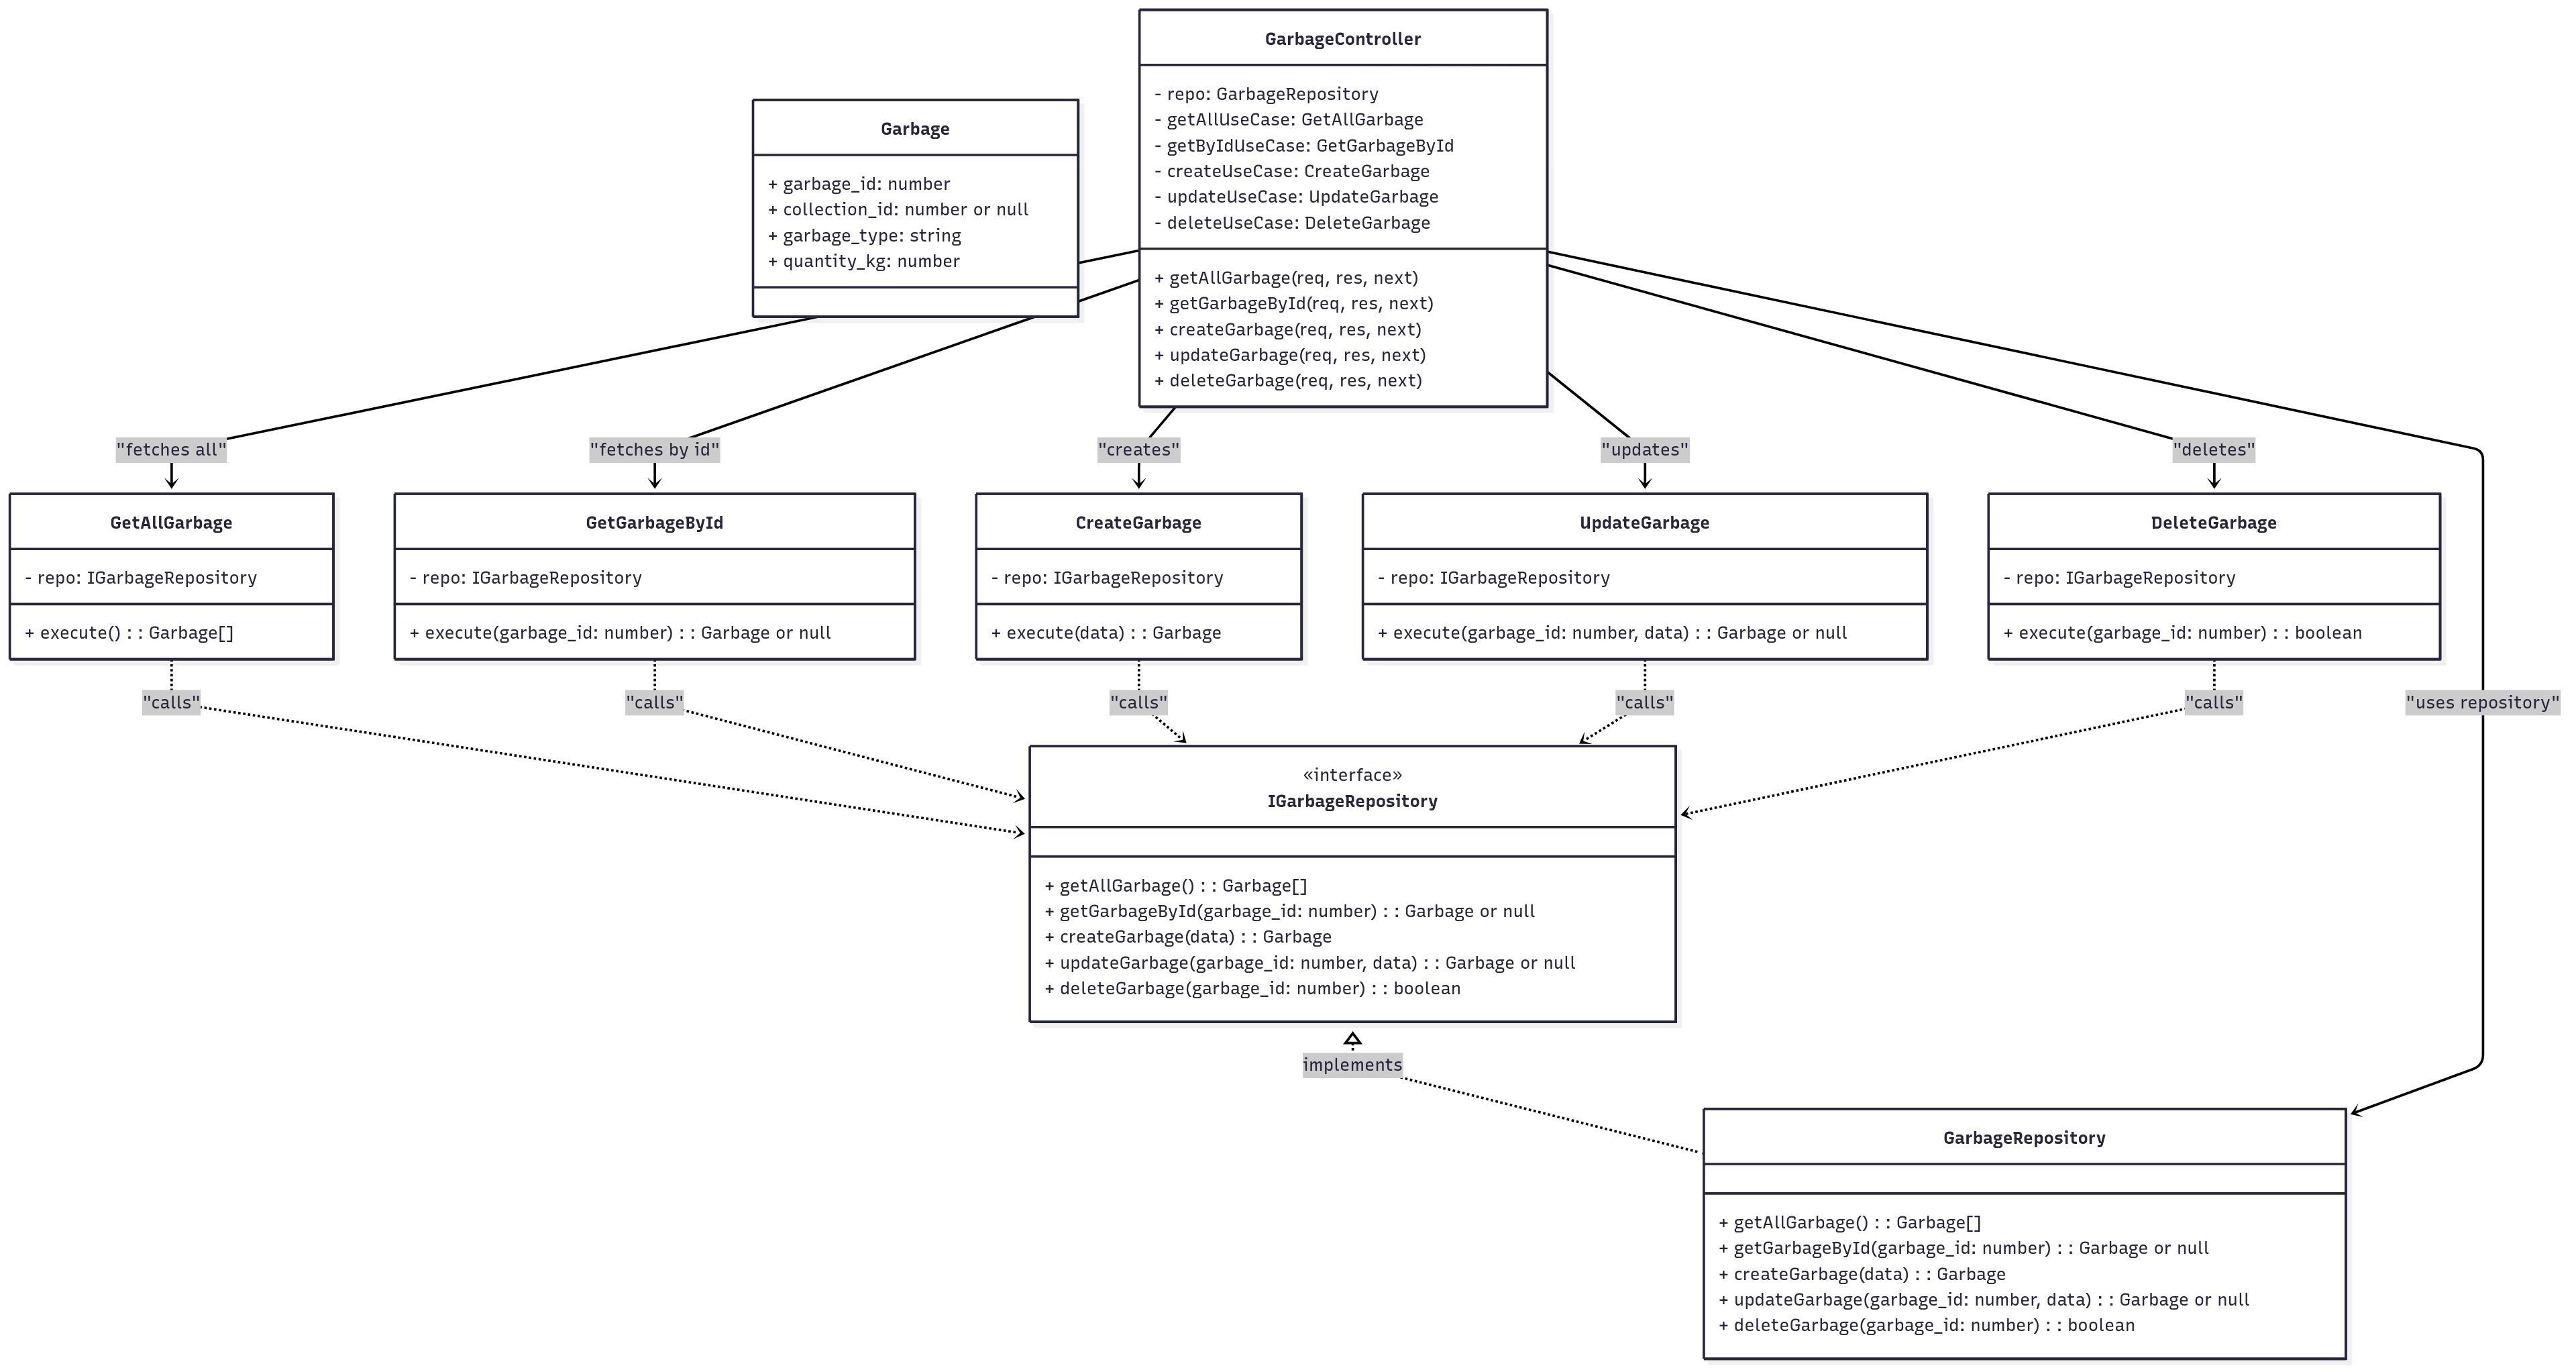 GarbageController
- repo: GarbageRepository
- getAllUseCase: GetAllGarbage
- getByIdUseCase: GetGarbageById
- createUseCase: CreateGarbage
- updateUseCase: UpdateGarbage
- deleteUseCase: DeleteGarbage
+ getAllGarbage(req, res, next)
+ getGarbageById(req, res, next)
+ createGarbage(req, res, next)
+ updateGarbage(req, res, next)
+ deleteGarbage(req, res, next)
Garbage
+ garbage_id: number
+ collection_id: number or null
+ garbage_type: string
+ quantity_kg: number
"fetches all"
"fetches by id"
"creates"
"updates"
"deletes"
GetAllGarbage
- repo: IGarbageRepository
+ execute() : : Garbage[]
GetGarbageById
- repo: IGarbageRepository
+ execute(garbage_id: number) : : Garbage or null
CreateGarbage
- repo: IGarbageRepository
+ execute(data) : : Garbage
UpdateGarbage
- repo: IGarbageRepository
+ execute(garbage_id: number, data) : : Garbage or null
DeleteGarbage
- repo: IGarbageRepository
+ execute(garbage_id: number) : : boolean
"calls"
"calls"
"calls"
"calls"
"calls"
"uses repository"
«interface»
IGarbageRepository
+ getAllGarbage() : : Garbage[]
+ getGarbageById(garbage_id: number) : : Garbage or null
+ createGarbage(data) : : Garbage
+ updateGarbage(garbage_id: number, data) : : Garbage or null
+ deleteGarbage(garbage_id: number) : : boolean
implements
GarbageRepository
+ getAllGarbage() : : Garbage[]
+ getGarbageById(garbage_id: number) : : Garbage or null
+ createGarbage(data) : : Garbage
+ updateGarbage(garbage_id: number, data) : : Garbage or null
+ deleteGarbage(garbage_id: number) : : boolean